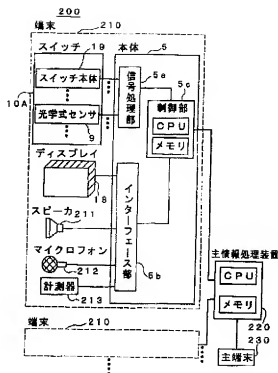 200
端末 210
スイッチ 19 本体 5
10A
スイッチ本体
光学式センサ
9
信号処理部
5a
5c
制御部
CPU
メモリ
ディスプレイ
18
スピーカ 211
マイクロフォン
212
計測器
213
インターフェース部
5b
主情報処理装置
CPU
メモリ
220
230
主端末
端末 210